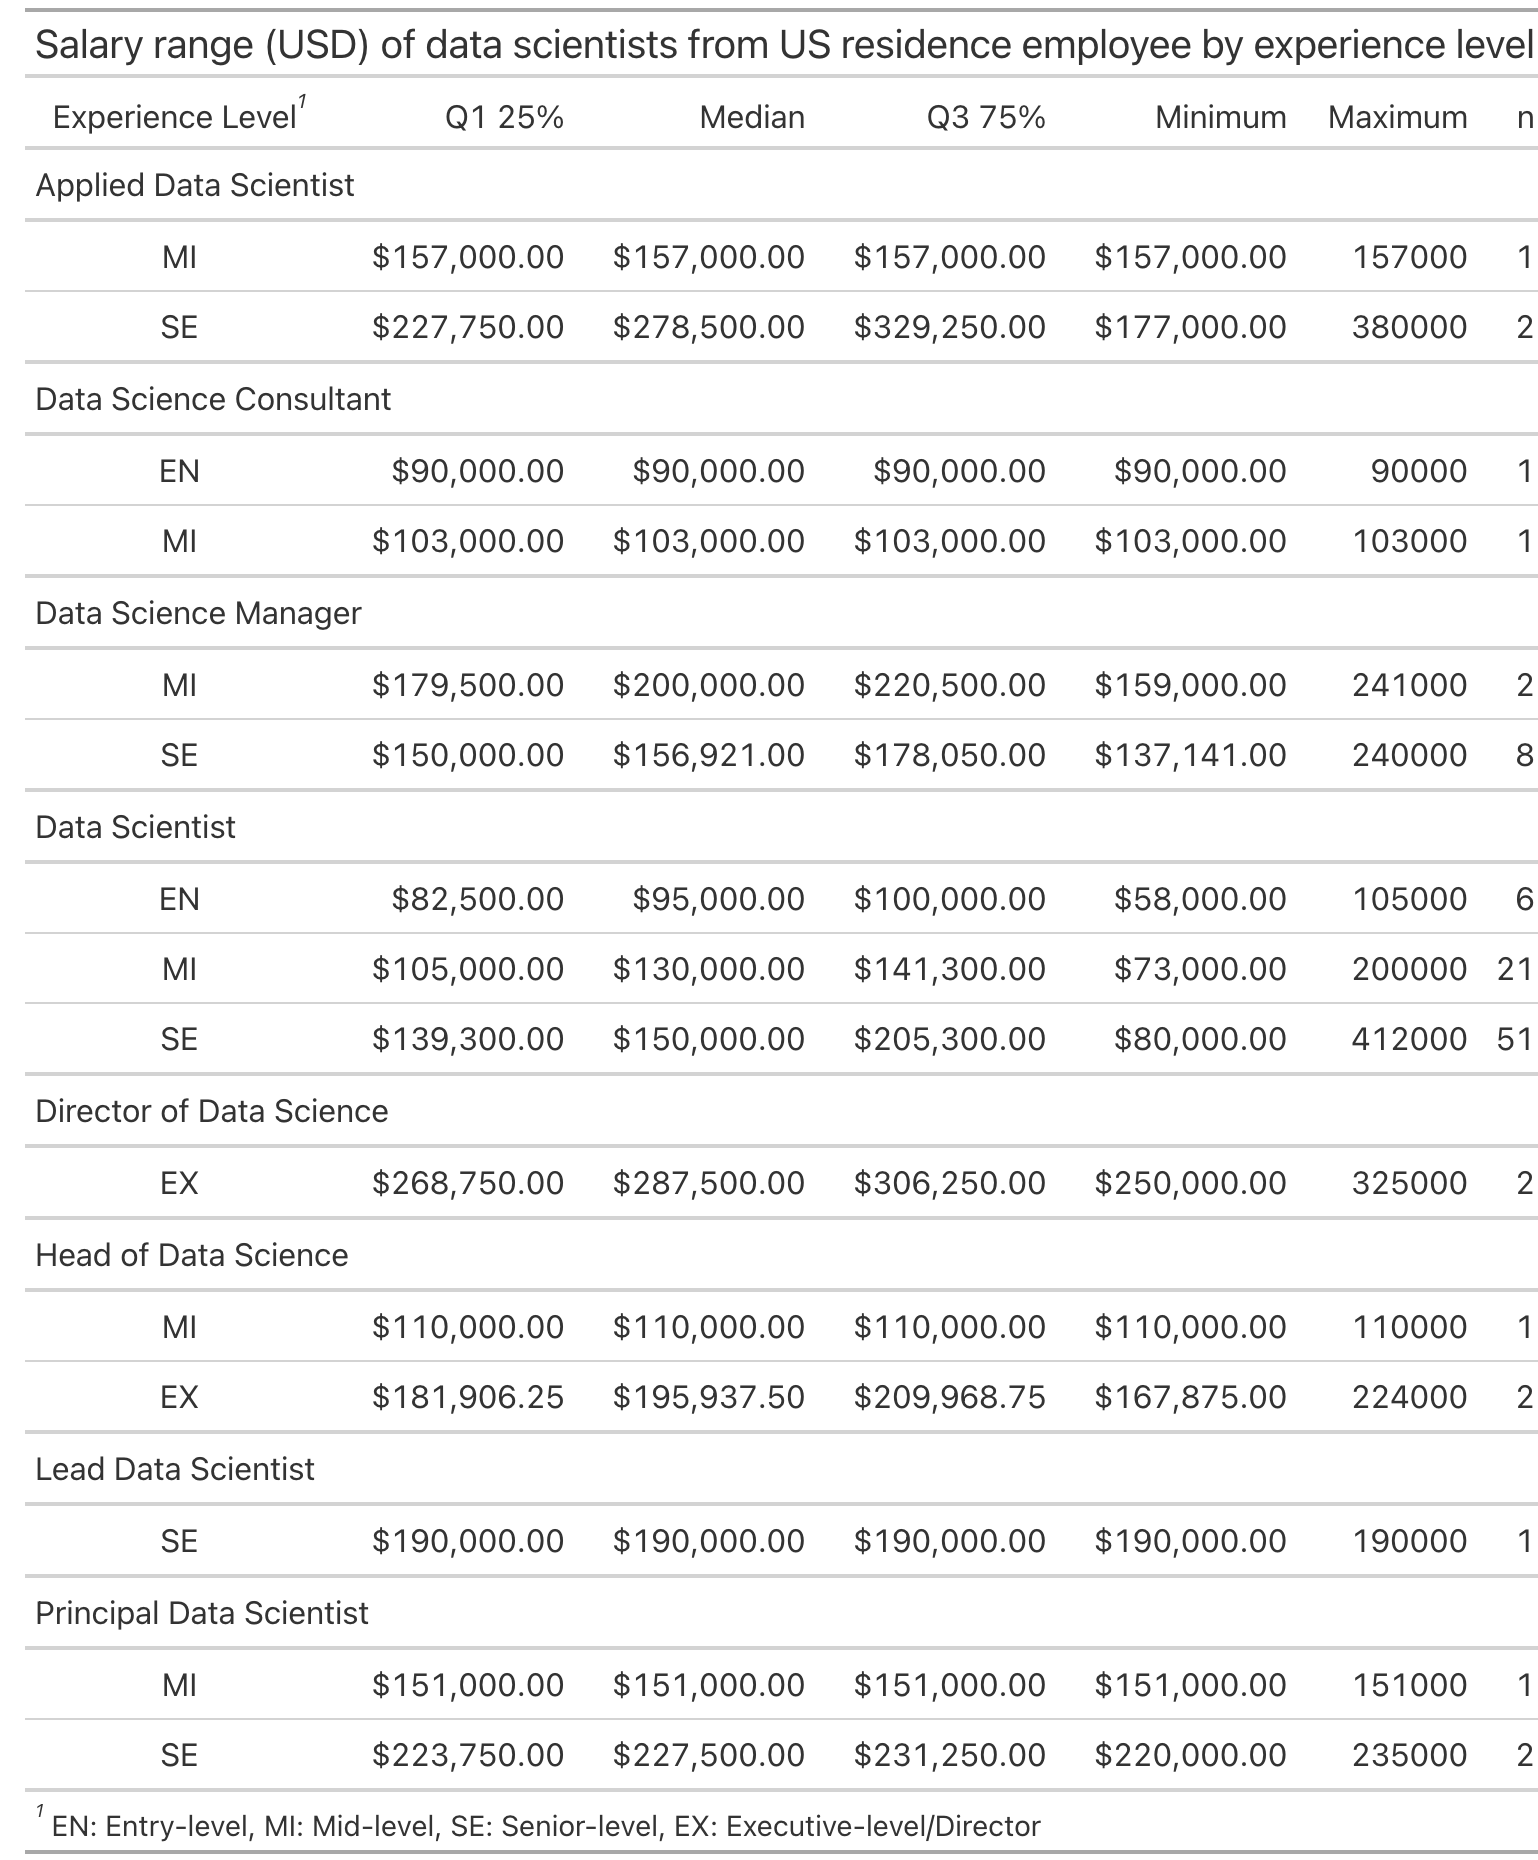 Salary range (USD) of data scientists from US residence employee by experience level
Experience Level¹ Q1 25% Median Q3 75% Minimum Maximum n
Applied Data Scientist
MI $157,000.00 $157,000.00 $157,000.00 $157,000.00 157000 1
SE $227,750.00 $278,500.00 $329,250.00 $177,000.00 380000 2
Data Science Consultant
EN $90,000.00 $90,000.00 $90,000.00 $90,000.00 90000 1
MI $103,000.00 $103,000.00 $103,000.00 $103,000.00 103000 1
Data Science Manager
MI $179,500.00 $200,000.00 $220,500.00 $159,000.00 241000 2
SE $150,000.00 $156,921.00 $178,050.00 $137,141.00 240000 8
Data Scientist
EN $82,500.00 $95,000.00 $100,000.00 $58,000.00 105000 6
MI $105,000.00 $130,000.00 $141,300.00 $73,000.00 200000 21
SE $139,300.00 $150,000.00 $205,300.00 $80,000.00 412000 51
Director of Data Science
EX $268,750.00 $287,500.00 $306,250.00 $250,000.00 325000 2
Head of Data Science
MI $110,000.00 $110,000.00 $110,000.00 $110,000.00 110000 1
EX $181,906.25 $195,937.50 $209,968.75 $167,875.00 224000 2
Lead Data Scientist
SE $190,000.00 $190,000.00 $190,000.00 $190,000.00 190000 1
Principal Data Scientist
MI $151,000.00 $151,000.00 $151,000.00 $151,000.00 151000 1
SE $223,750.00 $227,500.00 $231,250.00 $220,000.00 235000 2
¹ EN: Entry-level, MI: Mid-level, SE: Senior-level, EX: Executive-level/Director